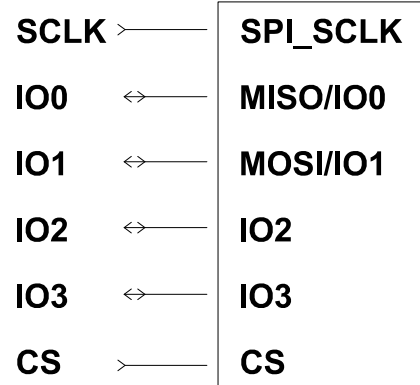 SCLK SPI_SCLK
IO0 MISO/IO0
IO1 MOSI/IO1
IO2 IO2
IO3 IO3
CS CS